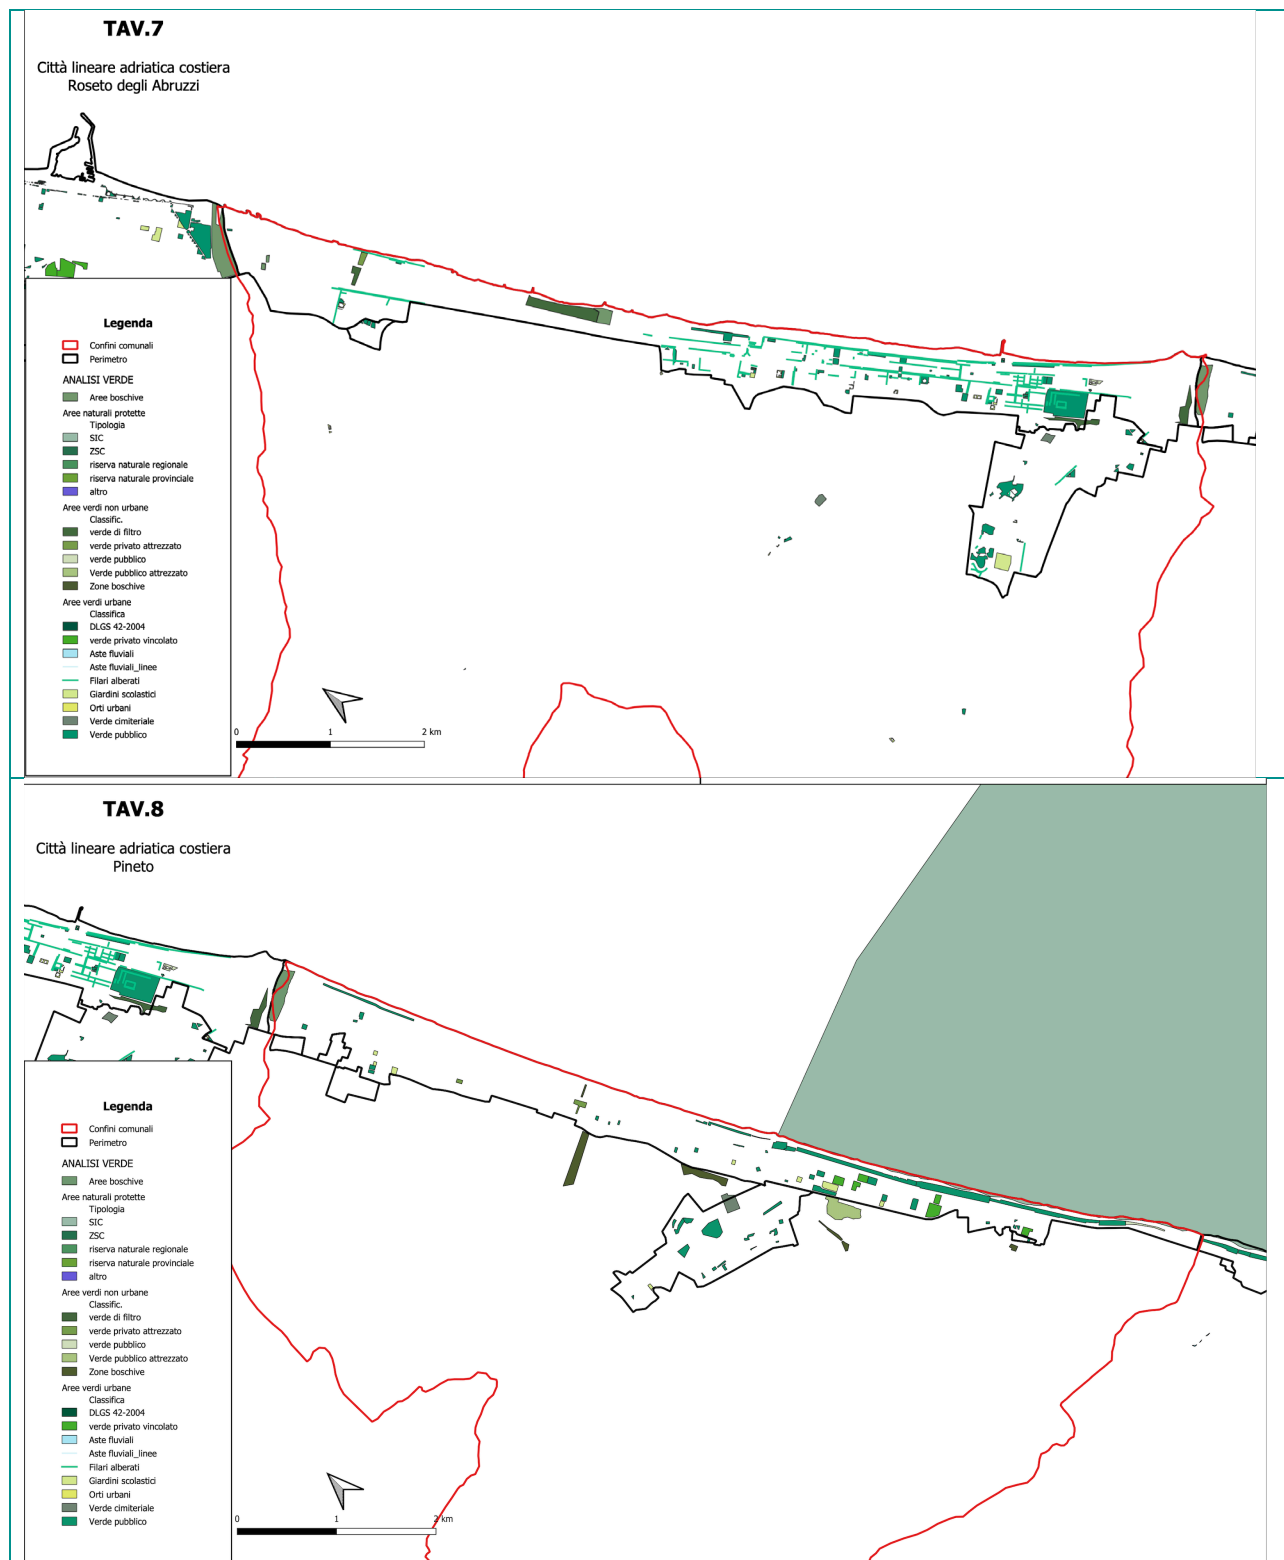 TAV.7
Città lineare adriatica costiera
Roseto degli Abruzzi
Legenda
Confini comunali
Perimetro
ANALISI VERDE
Aree boschive
Aree naturali protette
Tipologia
SIC
ZSC
riserva naturale regionale
riserva naturale provinciale
altro
Aree verdi non urbane
Classific.
verde di filtro
verde privato attrezzato
verde pubblico
Verde pubblico attrezzato
Zone boschive
Aree verdi urbane
Classifica
DLGS 42-2004
verde privato vincolato
Aste fluviali
Aste fluviali_linee
Filari alberati
Giardini scolastici
Orti urbani
Verde cimiteriale
Verde pubblico
0 1 2 km
TAV.8
Città lineare adriatica costiera
Pineto
Legenda
Confini comunali
Perimetro
ANALISI VERDE
Aree boschive
Aree naturali protette
Tipologia
SIC
ZSC
riserva naturale regionale
riserva naturale provinciale
altro
Aree verdi non urbane
Classific.
verde di filtro
verde privato attrezzato
verde pubblico
Verde pubblico attrezzato
Zone boschive
Aree verdi urbane
Classifica
DLGS 42-2004
verde privato vincolato
Aste fluviali
Aste fluviali_linee
Filari alberati
Giardini scolastici
Orti urbani
Verde cimiteriale
Verde pubblico
0 1 2 km